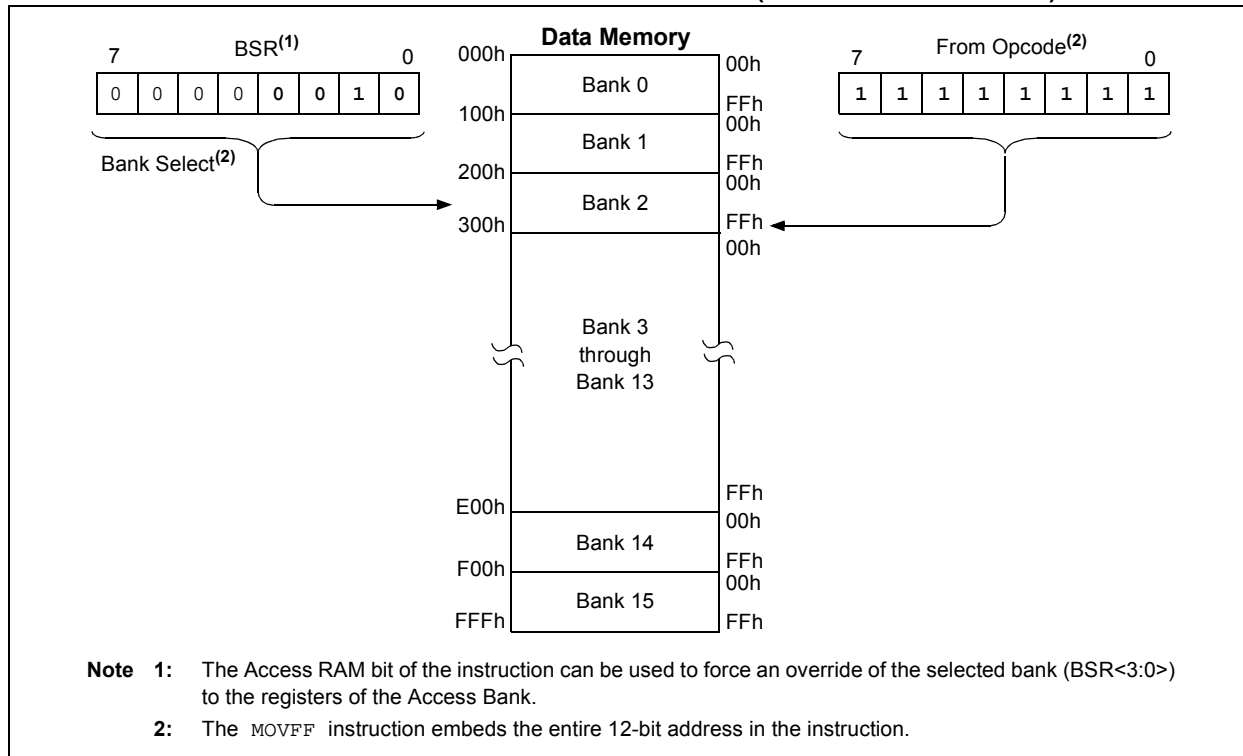 7 BSR(1) 0
0 0 0 0 0 0 1 0
Bank Select(2)
Data Memory
000h
Bank 0
00h
FFh
100h
Bank 1
00h
FFh
200h
Bank 2
00h
FFh
300h
Bank 3
through
Bank 13
00h
FFh
E00h
Bank 14
00h
FFh
F00h
Bank 15
00h
FFFh
FFh
7 From Opcode(2) 0
1 1 1 1 1 1 1 1
Note 1: The Access RAM bit of the instruction can be used to force an override of the selected bank (BSR<3:0>)
to the registers of the Access Bank.
2: The MOVFF instruction embeds the entire 12-bit address in the instruction.